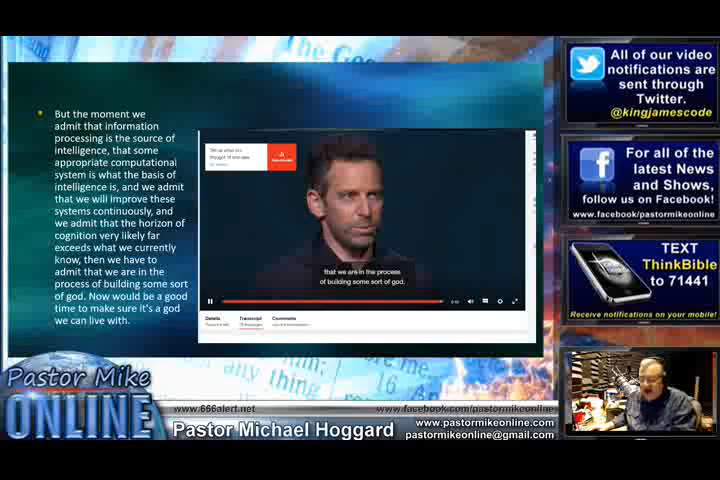 But the moment we
admit that information
processing is the source of
intelligence, that some
appropriate computational
system is what the basis of
intelligence is, and we admit
that we will improve these
systems continuously, and
we admit that the horizon of
cognition very likely far
exceeds what we currently
know, then we have to
admit that we are in the
process of building some sort
of god. Now would be a good
time to make sure it's a god
we can live with.
that we are in the process
of building some sort of god.
Details
Transcript
Comments
All of our video
notifications are
sent through
Twitter.
@kingjamescode
For all of the
latest News
and Shows,
follow us on Facebook!
www.facebook/pastormikeonline
TEXT
ThinkBible
to 71441
Receive notifications on your mobile!
Pastor Mike
ONLINE
www.666alert.net
www.facebook.com/pastormikeonline
Pastor Michael Hoggard
www.pastormikeonline.com
pastormikeonline@gmail.com